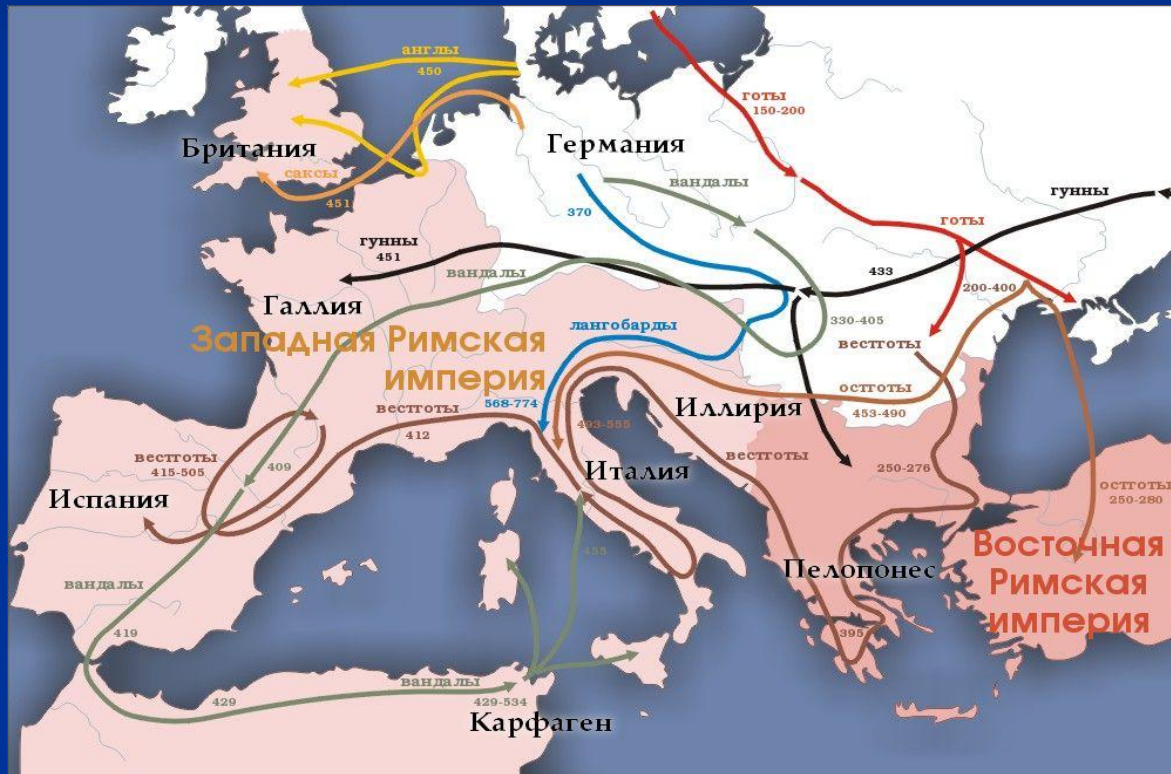 англы
450
Британия
саксы
451
Германия
готы
150-200
вандалы
370
гунны
готы
433
гунны
451
вандалы
Галлия
200-400
330-405
вестготы
лангобарды
Западная Римская
империя
568-774
остготы
453-490
Иллирия
вестготы
412
493-555
вестготы
415-505
409
Испания
Италия
вестготы
250-276
остготы
250-280
455
Восточная
Римская
империя
Пелопонес
395
вандалы
419
429
вандалы
429-534
Карфаген